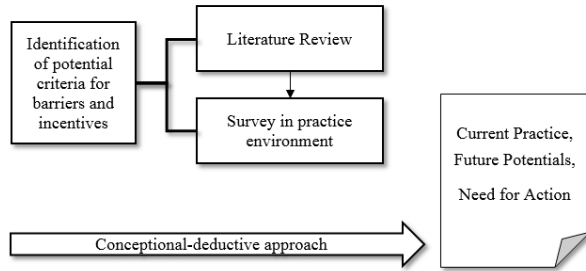 Identification
of potential
criteria for
barriers and
incentives
Literature Review
Survey in practice
environment
Current Practice,
Future Potentials,
Need for Action
Conceptional-deductive approach